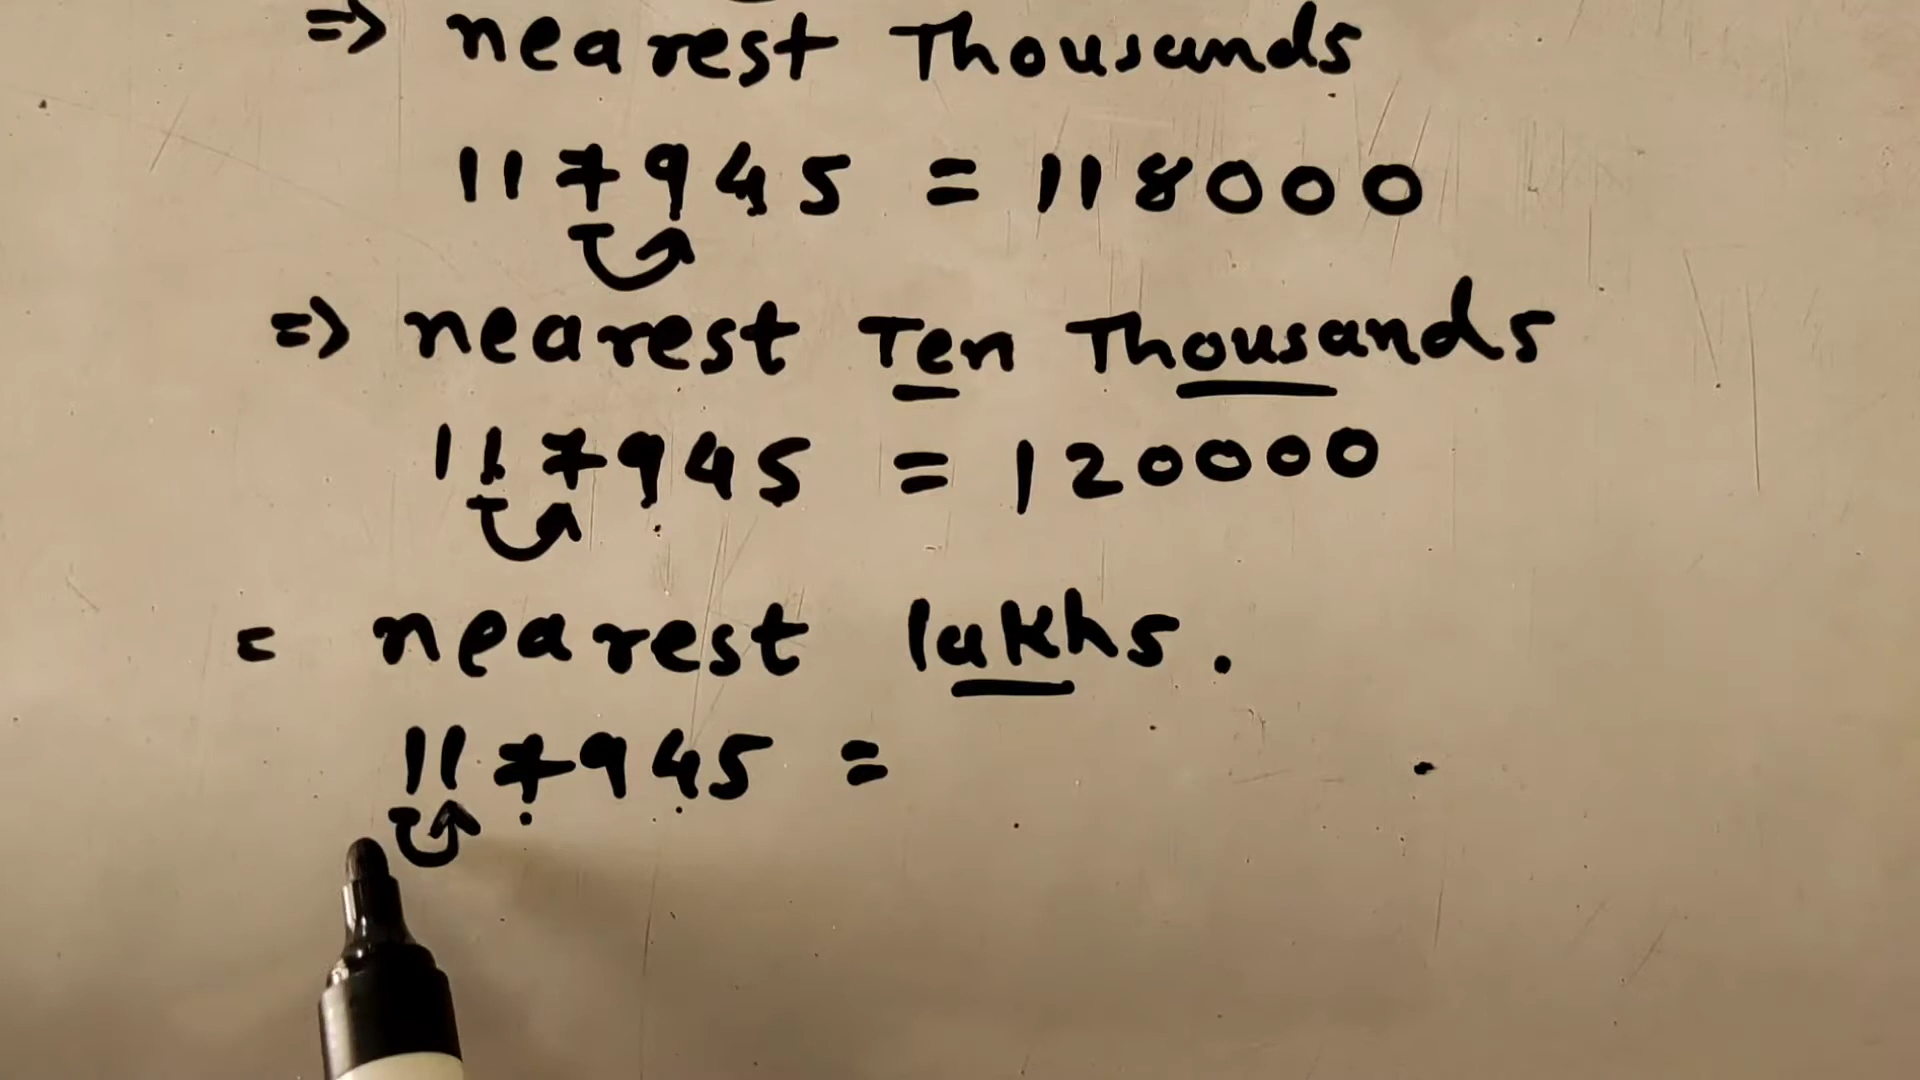 => nearest Thousands
117945 = 118000
=> nearest Ten Thousands
117945 = 120000
= nearest lakhs.
117945 =